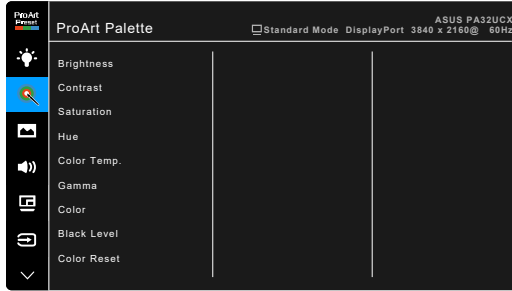 ProArt
Preset
ProArt Palette
ASUS PA32UCX
Standard Mode DisplayPort 3840 x 2160@ 60Hz
Brightness
Contrast
Saturation
Hue
Color Temp.
Gamma
Color
Black Level
Color Reset